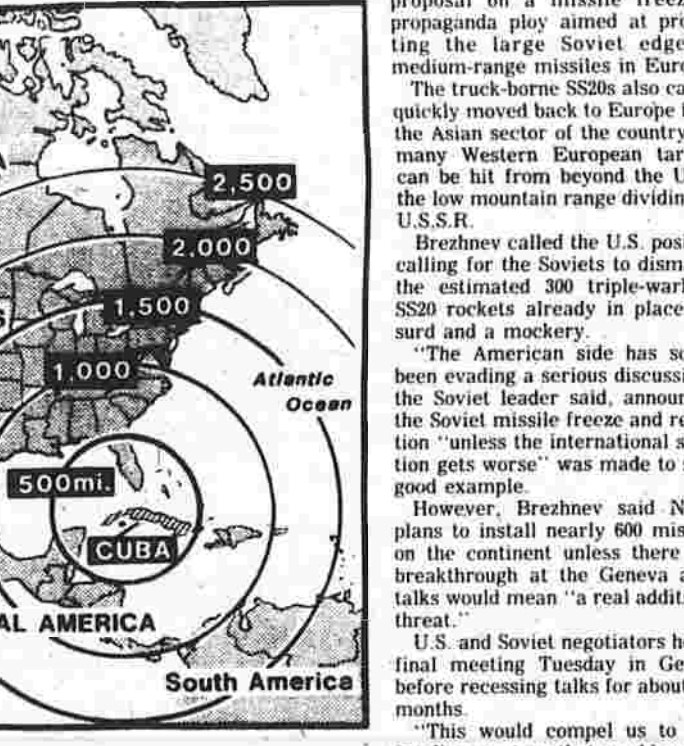 2,500
2,000
1,500
1,000
Atlantic
Ocean
500mi.
CUBA
AL AMERICA
South America
proposal on a missile freez
propaganda ploy aimed at pro
ting the large Soviet edge
medium-range missiles in Euro
The truck-borne SS20s also ca
quickly moved back to Europe
the Asian sector of the country
many Western European tar
can be hit from beyond the U
the low mountain range dividin
U.S.S.R.
Brezhnev called the U.S. posi
calling for the Soviets to dism
the estimated 300 triple-warl
SS20 rockets already in place
surd and a mockery.
"The American side has so
been evading a serious discussi
the Soviet leader said, announ
the Soviet missile freeze and re
tion "unless the international s
tion gets worse" was made to
good example.
However, Brezhnev said N
plans to install nearly 600 mis
on the continent unless there
breakthrough at the Geneva a
talks would mean "a real addit
threat."
U.S. and Soviet negotiators he
final meeting Tuesday in Ge
before recessing talks for about
months.
"This would compel us to